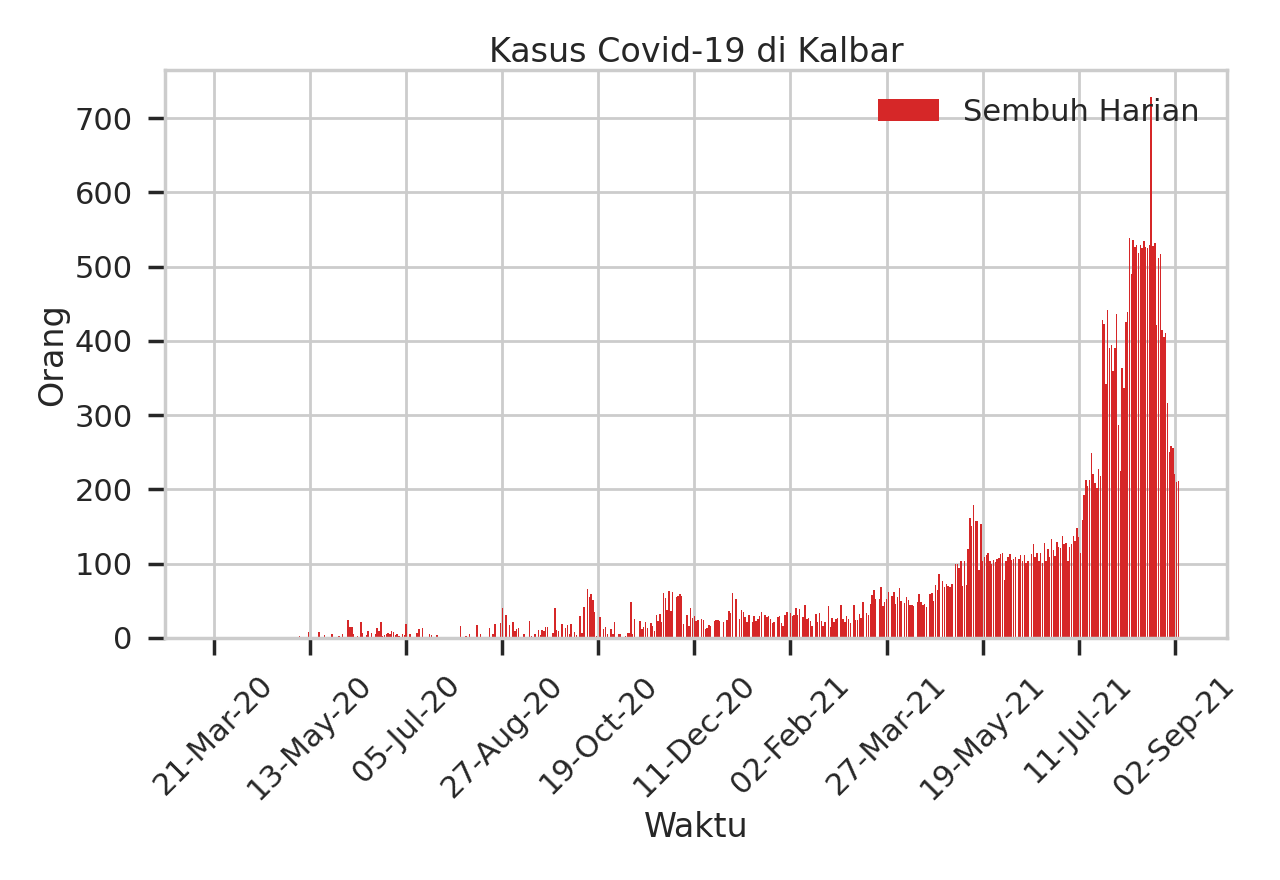 Kasus Covid-19 di Kalbar
Sembuh Harian
700
600
500
400
300
200
100
0
Orang
21-Mar-20
13-May-20
05-Jul-20
27-Aug-20
19-Oct-20
11-Dec-20
02-Feb-21
27-Mar-21
19-May-21
11-Jul-21
02-Sep-21
Waktu